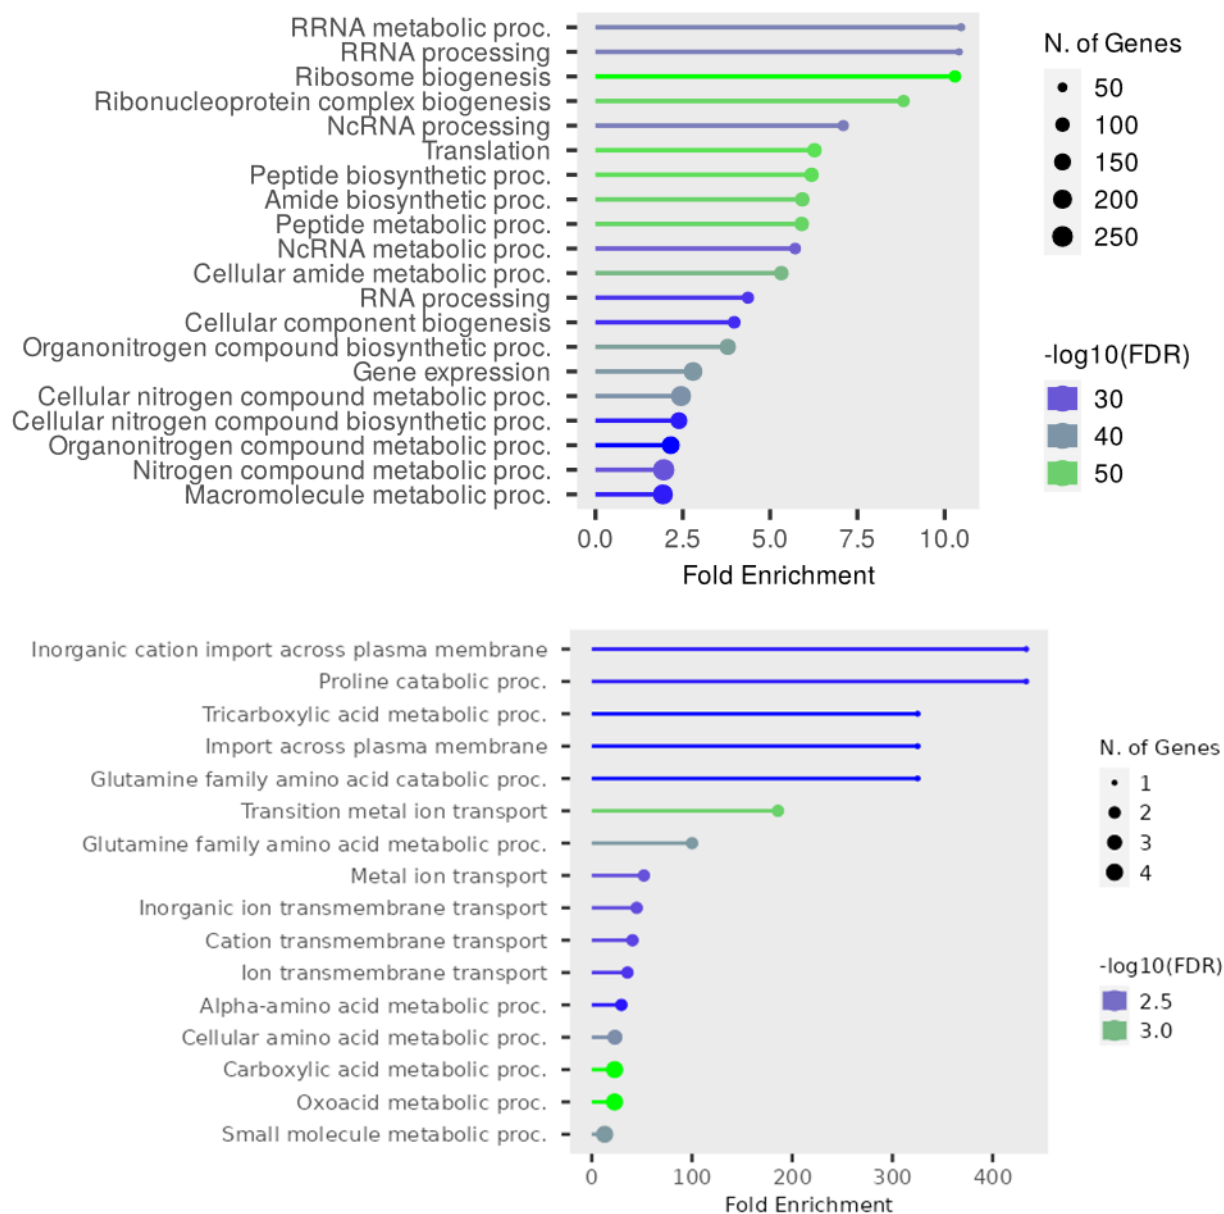 RRNA metabolic proc.
RRNA processing
Ribosome biogenesis
Ribonucleoprotein complex biogenesis
NcRNA processing
Translation
Peptide biosynthetic proc.
Amide biosynthetic proc.
Peptide metabolic proc.
NcRNA metabolic proc.
Cellular amide metabolic proc.
RNA processing
Cellular component biogenesis
Organonitrogen compound biosynthetic proc.
Gene expression
Cellular nitrogen compound metabolic proc.
Cellular nitrogen compound biosynthetic proc.
Organonitrogen compound metabolic proc.
Nitrogen compound metabolic proc.
Macromolecule metabolic proc.
0.0 2.5 5.0 7.5 10.0
Fold Enrichment
N. of Genes
50
100
150
200
250
-log10(FDR)
30
40
50
Inorganic cation import across plasma membrane
Proline catabolic proc.
Tricarboxylic acid metabolic proc.
Import across plasma membrane
Glutamine family amino acid catabolic proc.
Transition metal ion transport
Glutamine family amino acid metabolic proc.
Metal ion transport
Inorganic ion transmembrane transport
Cation transmembrane transport
Ion transmembrane transport
Alpha-amino acid metabolic proc.
Cellular amino acid metabolic proc.
Carboxylic acid metabolic proc.
Oxoacid metabolic proc.
Small molecule metabolic proc.
0 100 200 300 400
Fold Enrichment
N. of Genes
1
2
3
4
-log10(FDR)
2.5
3.0